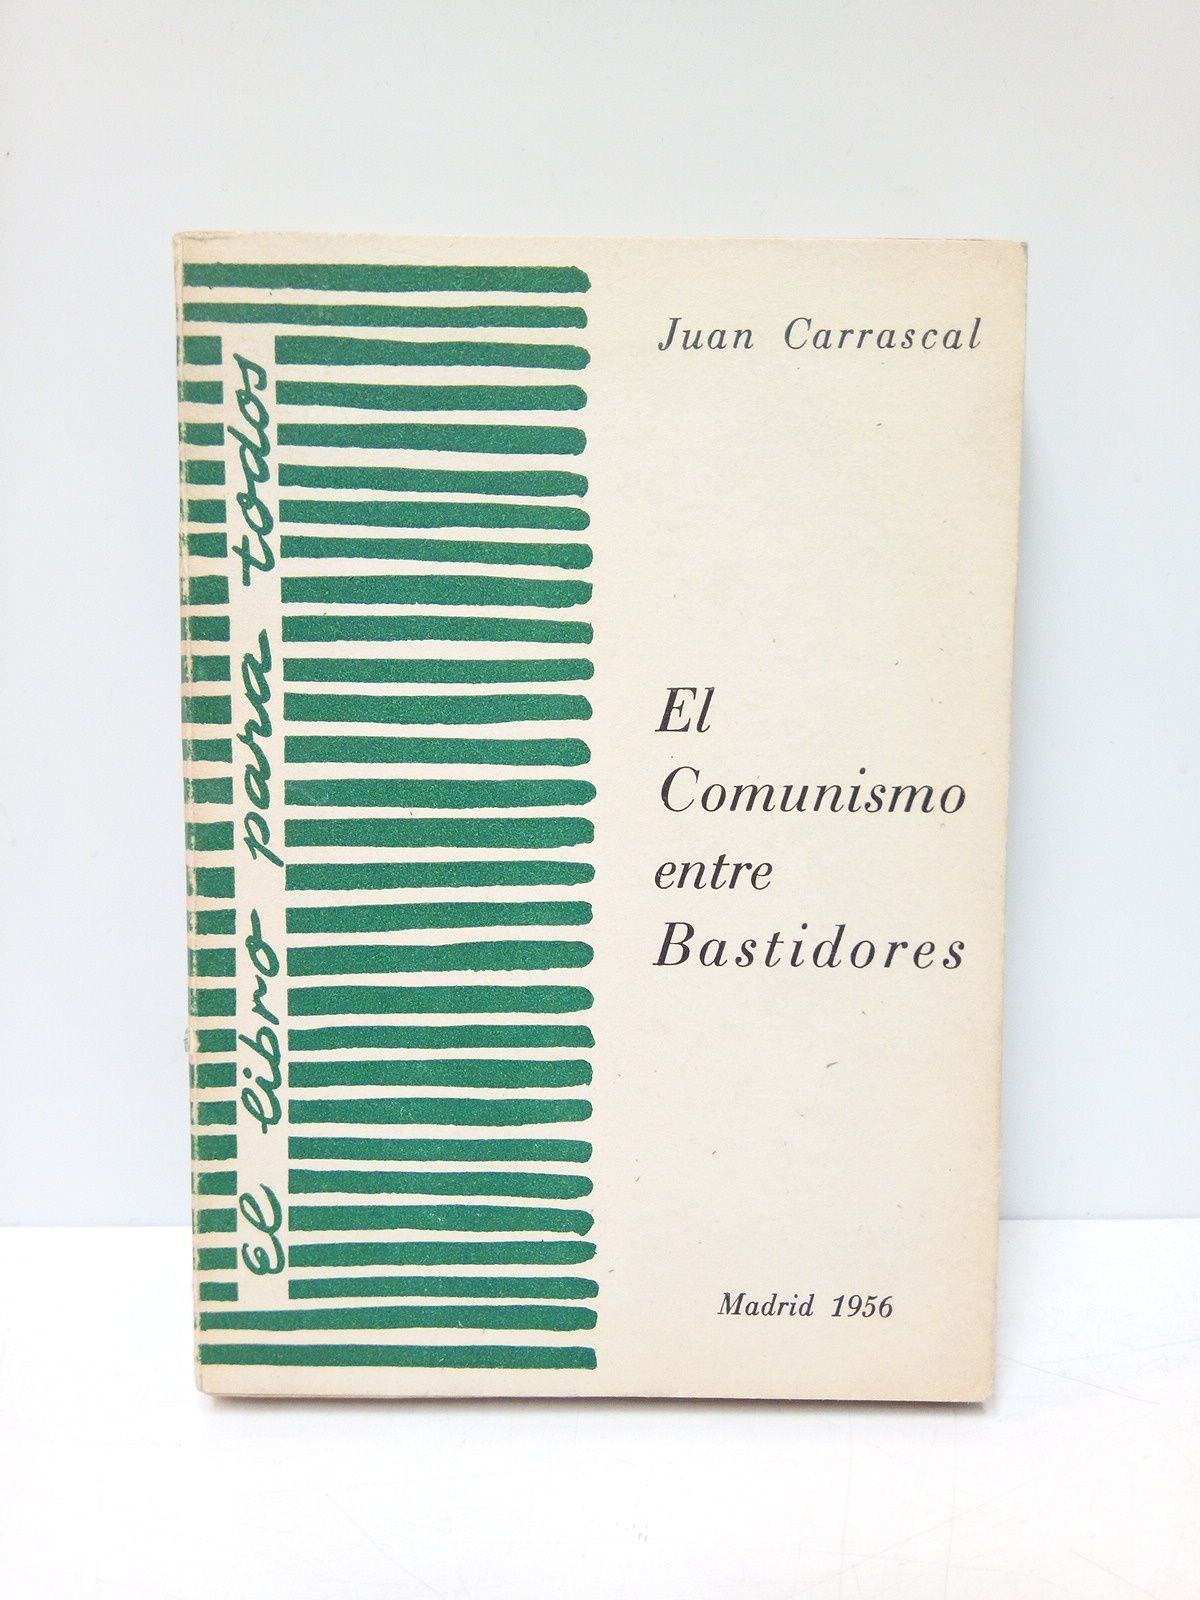 Juan Carrascal
El libro para todos
El
Comunismo
entre
Bastidores
Madrid 1956